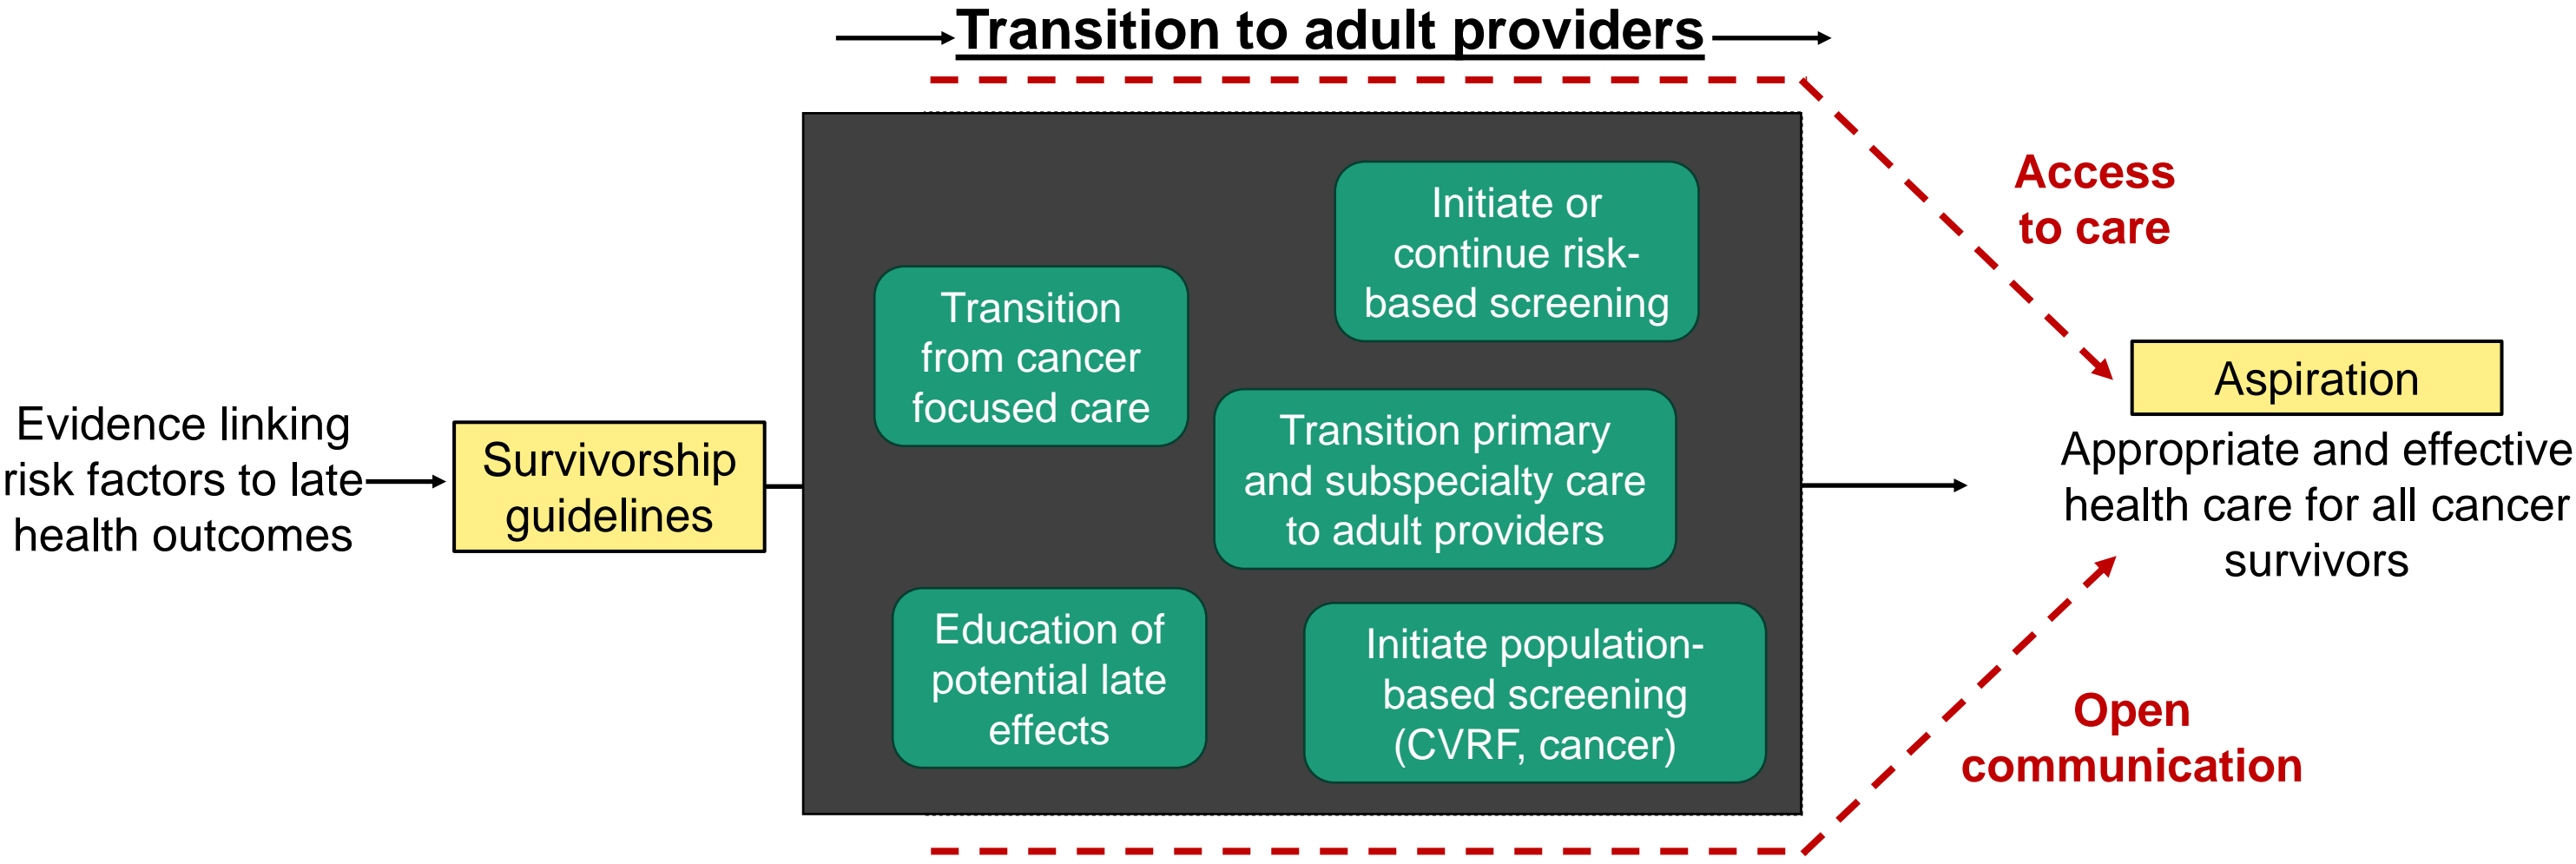 Transition to adult providers
Evidence linking
risk factors to late
health outcomes
Survivorship
guidelines
Transition
from cancer
focused care
Education of
potential late
effects
Initiate or
continue risk-
based screening
Transition primary
and subspecialty care
to adult providers
Initiate population-
based screening
(CVRF, cancer)
Access
to care
Aspiration
Appropriate and effective
health care for all cancer
survivors
Open
communication